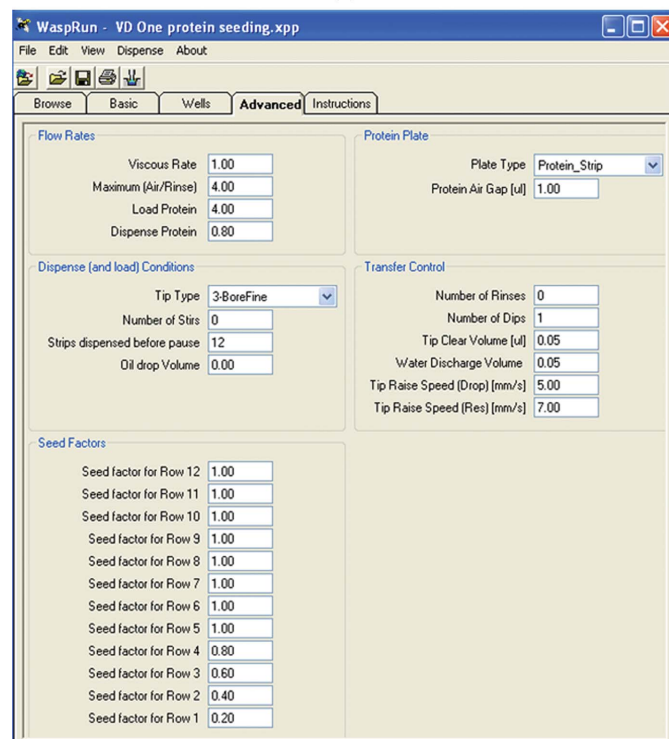 WaspRun - VD One protein seeding.xpp
File Edit View Dispense About
Browse Basic Wells Advanced Instructions
Flow Rates
Viscous Rate 1.00
Maximum (Air/Rinse) 4.00
Load Protein 4.00
Dispense Protein 0.80
Protein Plate
Plate Type Protein_Strip
Protein Air Gap [ul] 1.00
Dispense (and load) Conditions
Tip Type 3-BoreFine
Number of Stirs 0
Strips dispensed before pause 12
Oil drop Volume 0.00
Transfer Control
Number of Rinses 0
Number of Dips 1
Tip Clear Volume [ul] 0.05
Water Discharge Volume 0.05
Tip Raise Speed (Drop) [mm/s] 5.00
Tip Raise Speed (Res) [mm/s] 7.00
Seed Factors
Seed factor for Row 12 1.00
Seed factor for Row 11 1.00
Seed factor for Row 10 1.00
Seed factor for Row 9 1.00
Seed factor for Row 8 1.00
Seed factor for Row 7 1.00
Seed factor for Row 6 1.00
Seed factor for Row 5 1.00
Seed factor for Row 4 0.80
Seed factor for Row 3 0.60
Seed factor for Row 2 0.40
Seed factor for Row 1 0.20